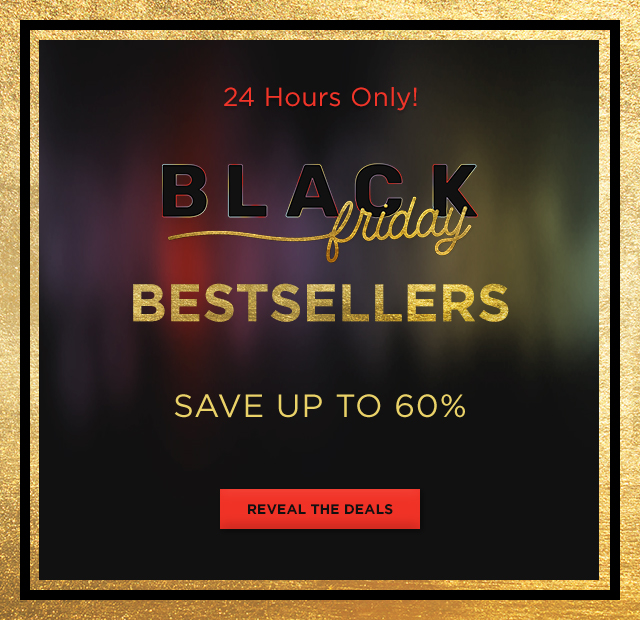 24 Hours Only!
BLACK
friday
BESTSELLERS
SAVE UP TO 60%
REVEAL THE DEALS